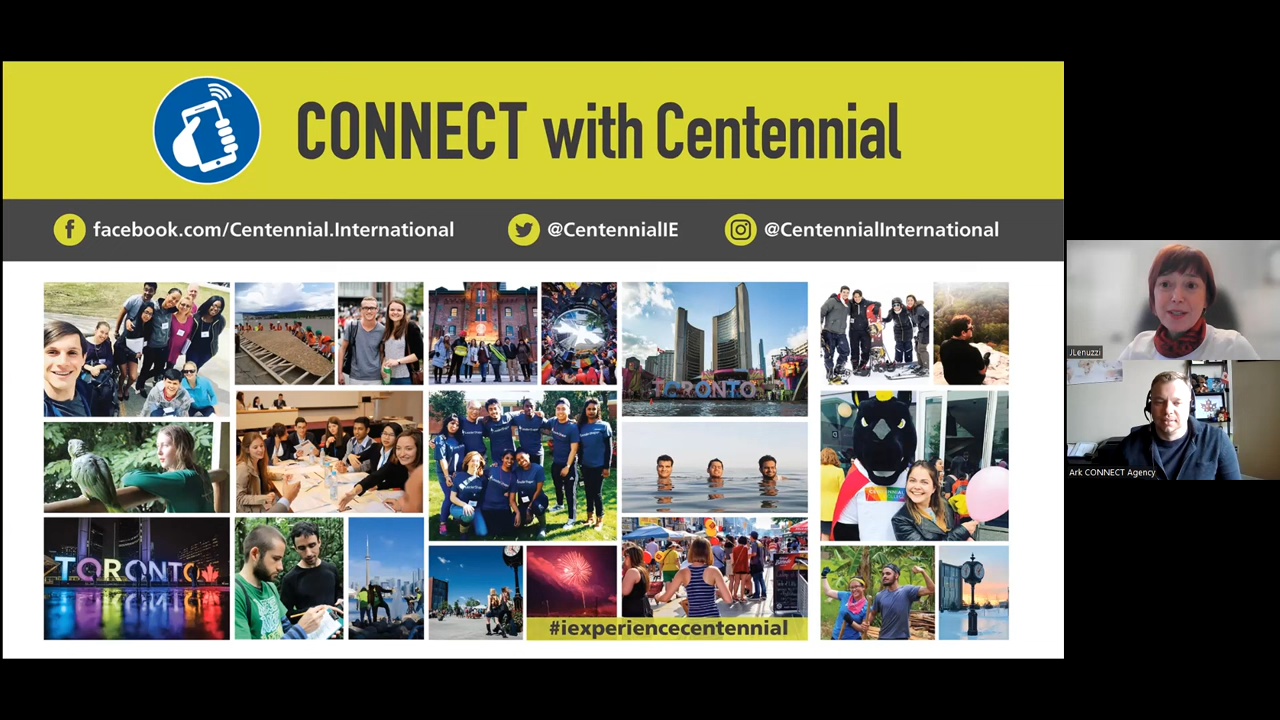 CONNECT with Centennial
facebook.com/Centennial.International
@CentennialIE
@CentennialInternational
TORONTO
TORONTO
#iexperiencecentennial
JLenuzzi
Ark CONNECT Agency